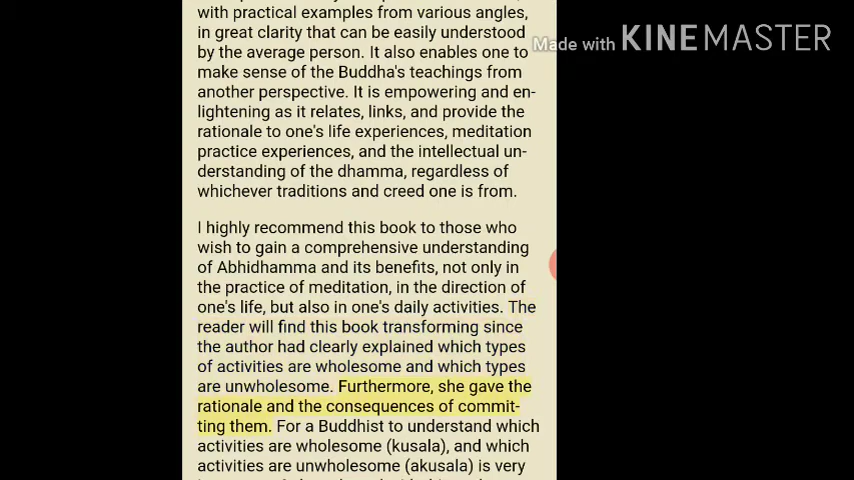 with practical examples from various angles,
in great clarity that can be easily understood
by the average person. It also enables one to
make sense of the Buddha's teachings from
another perspective. It is empowering and en-
lightening as it relates, links, and provide the
rationale to one's life experiences, meditation
practice experiences, and the intellectual un-
derstanding of the dhamma, regardless of
whichever traditions and creed one is from.
I highly recommend this book to those who
wish to gain a comprehensive understanding
of Abhidhamma and its benefits, not only in
the practice of meditation, in the direction of
one's life, but also in one's daily activities. The
reader will find this book transforming since
the author had clearly explained which types
of activities are wholesome and which types
are unwholesome. Furthermore, she gave the
rationale and the consequences of commit-
ting them. For a Buddhist to understand which
activities are wholesome (kusala), and which
activities are unwholesome (akusala) is very
Made with KINEMASTER